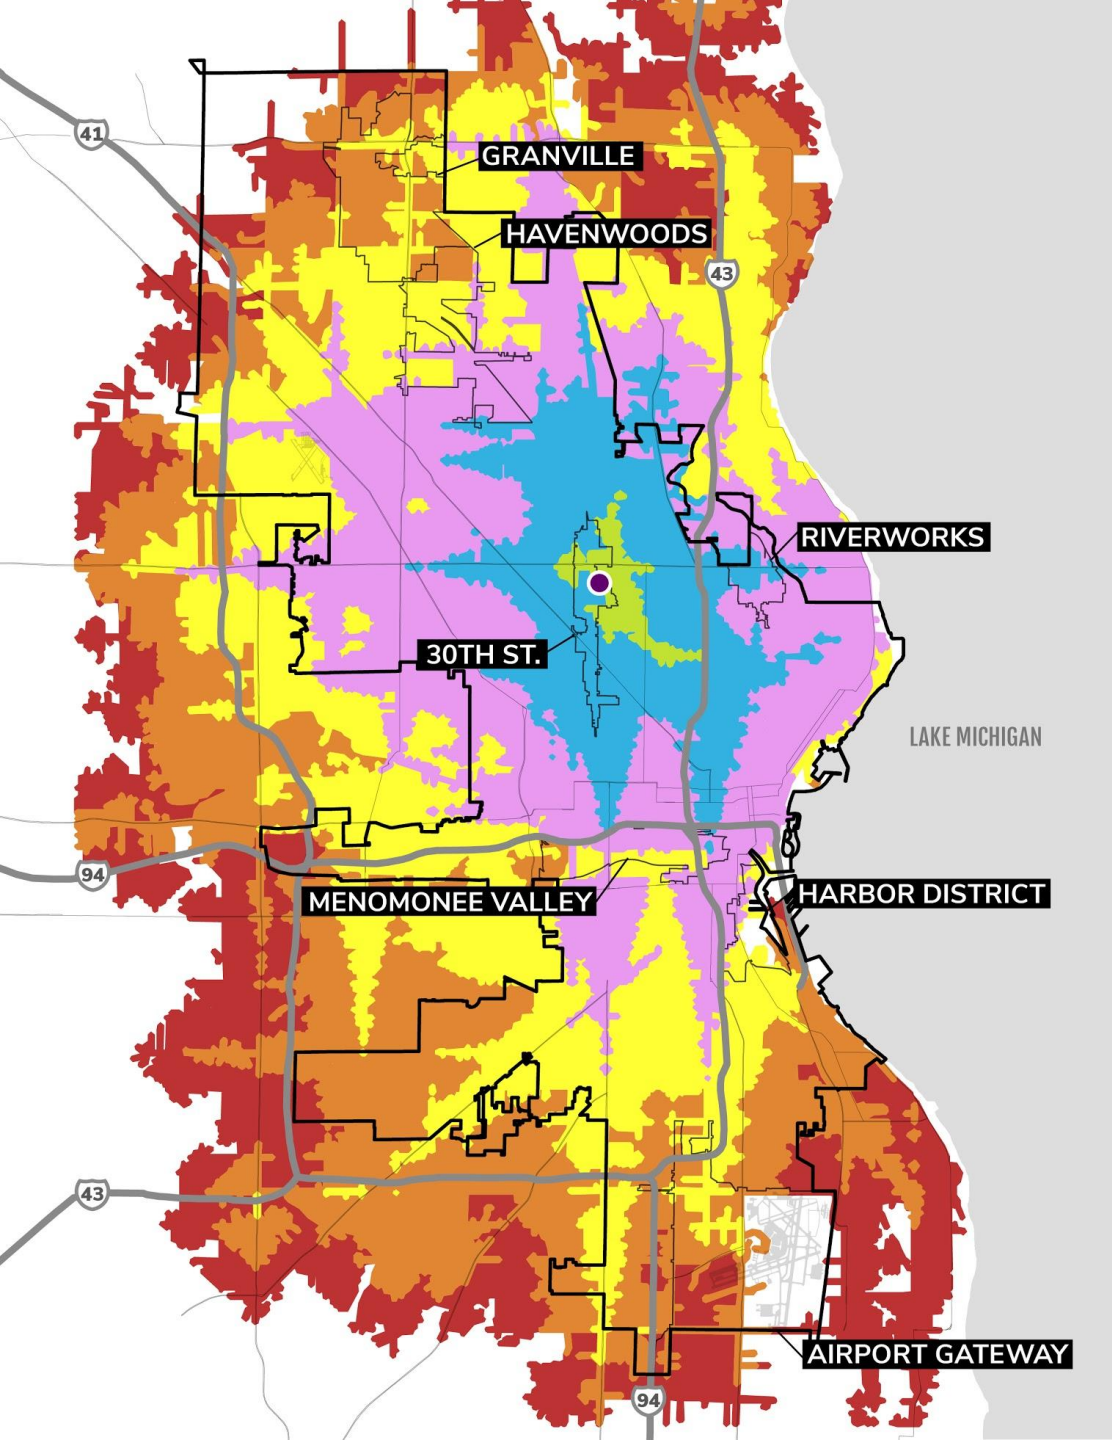 41
GRANVILLE
HAVENWOODS
43
RIVERWORKS
30TH ST.
LAKE MICHIGAN
94
MENOMONEE VALLEY
HARBOR DISTRICT
43
AIRPORT GATEWAY
94